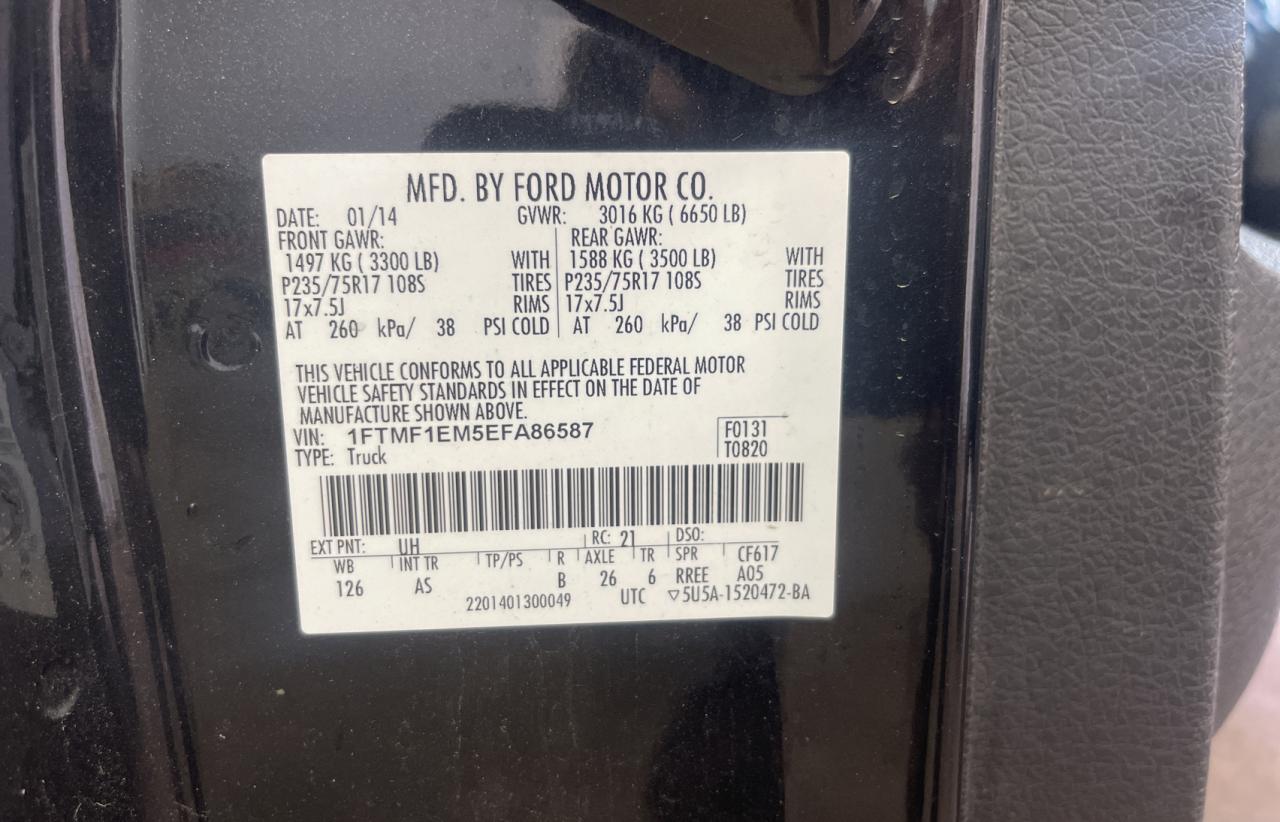 MFD. BY FORD MOTOR CO.
DATE: 01/14 GVWR: 3016 KG ( 6650 LB)
FRONT GAWR: REAR GAWR:
1497 KG ( 3300 LB) WITH 1588 KG ( 3500 LB) WITH
P235/75R17 108S TIRES P235/75R17 108S TIRES
17x7.5J RIMS 17x7.5J RIMS
AT 260 kPa/ 38 PSI COLD AT 260 kPa/ 38 PSI COLD
THIS VEHICLE CONFORMS TO ALL APPLICABLE FEDERAL MOTOR
VEHICLE SAFETY STANDARDS IN EFFECT ON THE DATE OF
MANUFACTURE SHOWN ABOVE.
VIN: 1FTMF1EM5EFA86587 F0131
TYPE: Truck T0820
EXT PNT: UH RC: 21 DSO:
WB INT TR TP/PS R AXLE TR SPR CF617
126 AS B 26 6 RREE A05
2201401300049 UTC ▽5U5A-1520472-BA